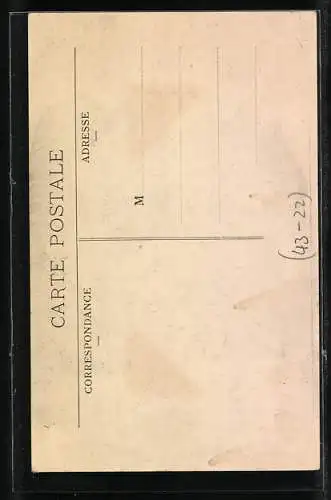 CARTE POSTALE
CORRESPONDANCE
ADRESSE
M
(43-22)